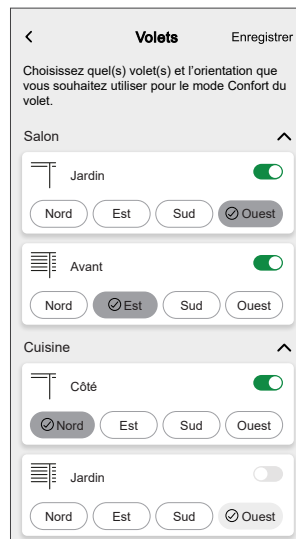 Volets Enregistrer
Choisissez quel(s) volet(s) et l'orientation que
vous souhaitez utiliser pour le mode Confort du
volet.
Salon
Jardin
Nord Est Sud Ouest
Avant
Nord Est Sud Ouest
Cuisine
Côté
Nord Est Sud Ouest
Jardin
Nord Est Sud Ouest